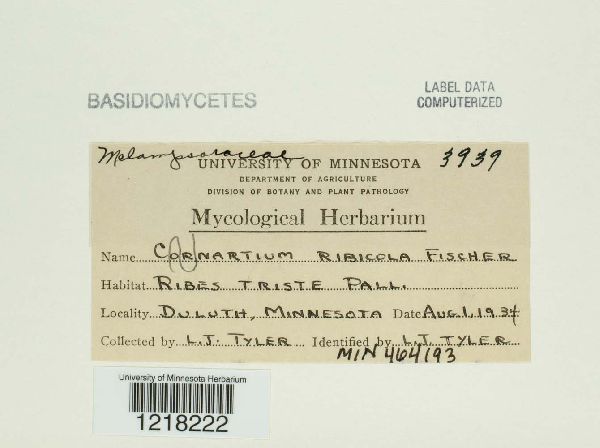 BASIDIOMYCETES
LABEL DATA
COMPUTERIZED
Melampsoraceae
3939
UNIVERSITY OF MINNESOTA
DEPARTMENT OF AGRICULTURE
DIVISION OF BOTANY AND PLANT PATHOLOGY
Mycological Herbarium
Name CORNARTIUM RIBICOLA FISCHER
Habitat RIBES TRISTE PALL.
Locality DULUTH, MINNESOTA Date AUG. 1, 1934
Collected by L.J. TYLER Identified by L.J. TYLER
MIN 464193
University of Minnesota Herbarium
1218222